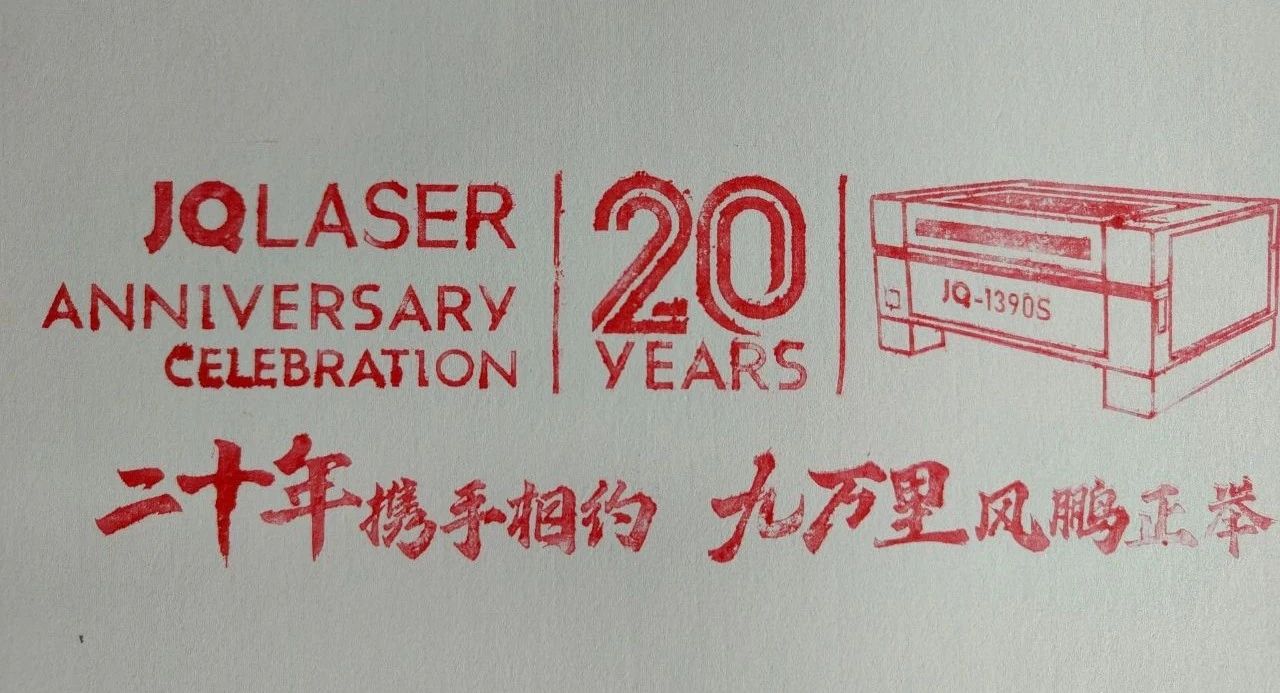 JQLASER
ANNIVERSARY
CELEBRATION
20
YEARS
JQ-1390S
二十年携手相约 九万里风鹏正举